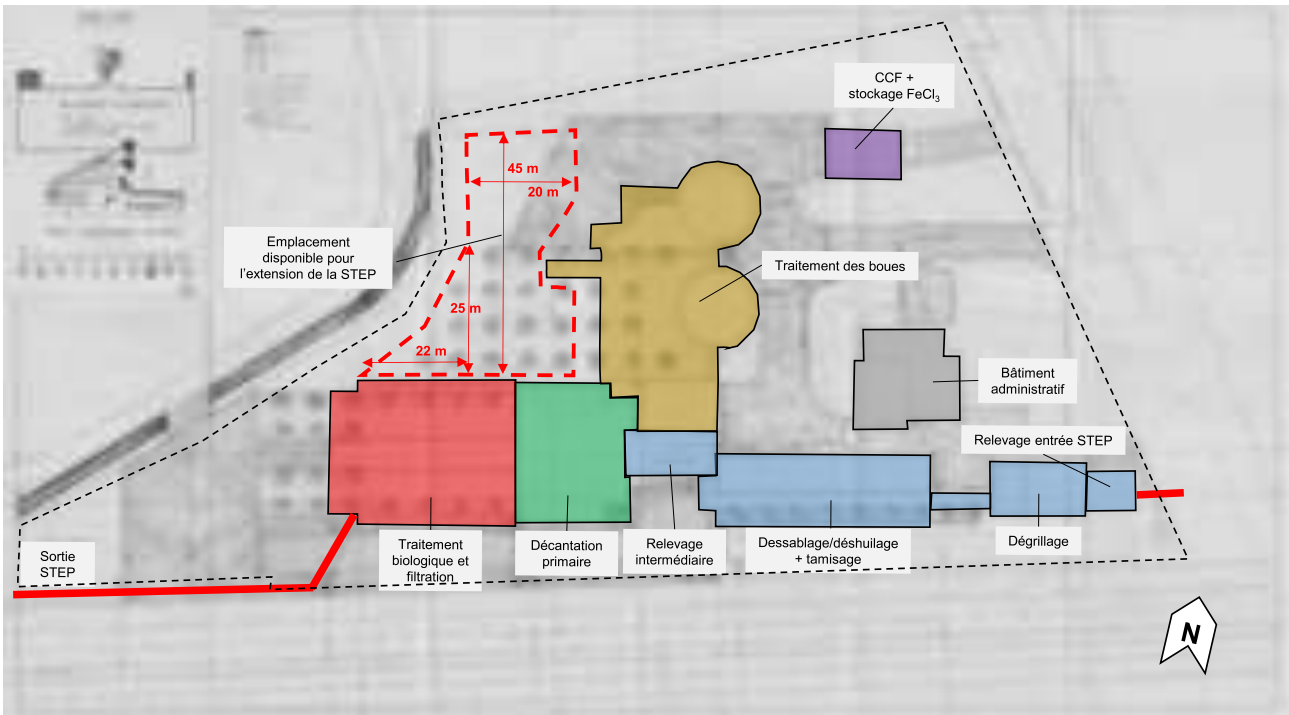 CCF +
stockage FeCl₃
45 m
20 m
Emplacement
disponible pour
l'extension de la STEP
Traitement des boues
25 m
22 m
Bâtiment
administratif
Relevage entrée STEP
Sortie
STEP
Traitement
biologique et
filtration
Décantation
primaire
Relevage
intermédiaire
Dessablage/déshuilage
+ tamisage
Dégrillage
N